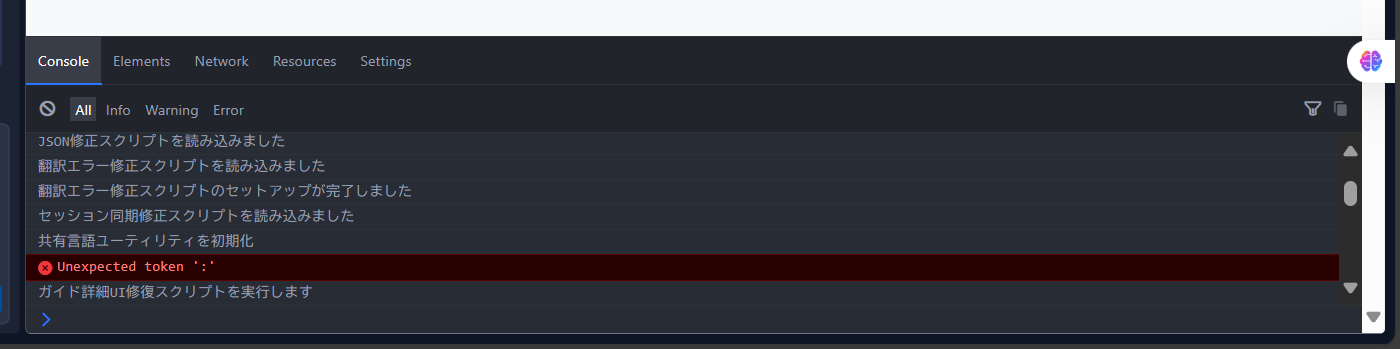 Console Elements Network Resources Settings
All Info Warning Error
JSON修正スクリプトを読み込みました
翻訳エラー修正スクリプトを読み込みました
翻訳エラー修正スクリプトのセットアップが完了しました
セッション同期修正スクリプトを読み込みました
共有言語ユーティリティを初期化
Unexpected token ':'
ガイド詳細UI修復スクリプトを実行します